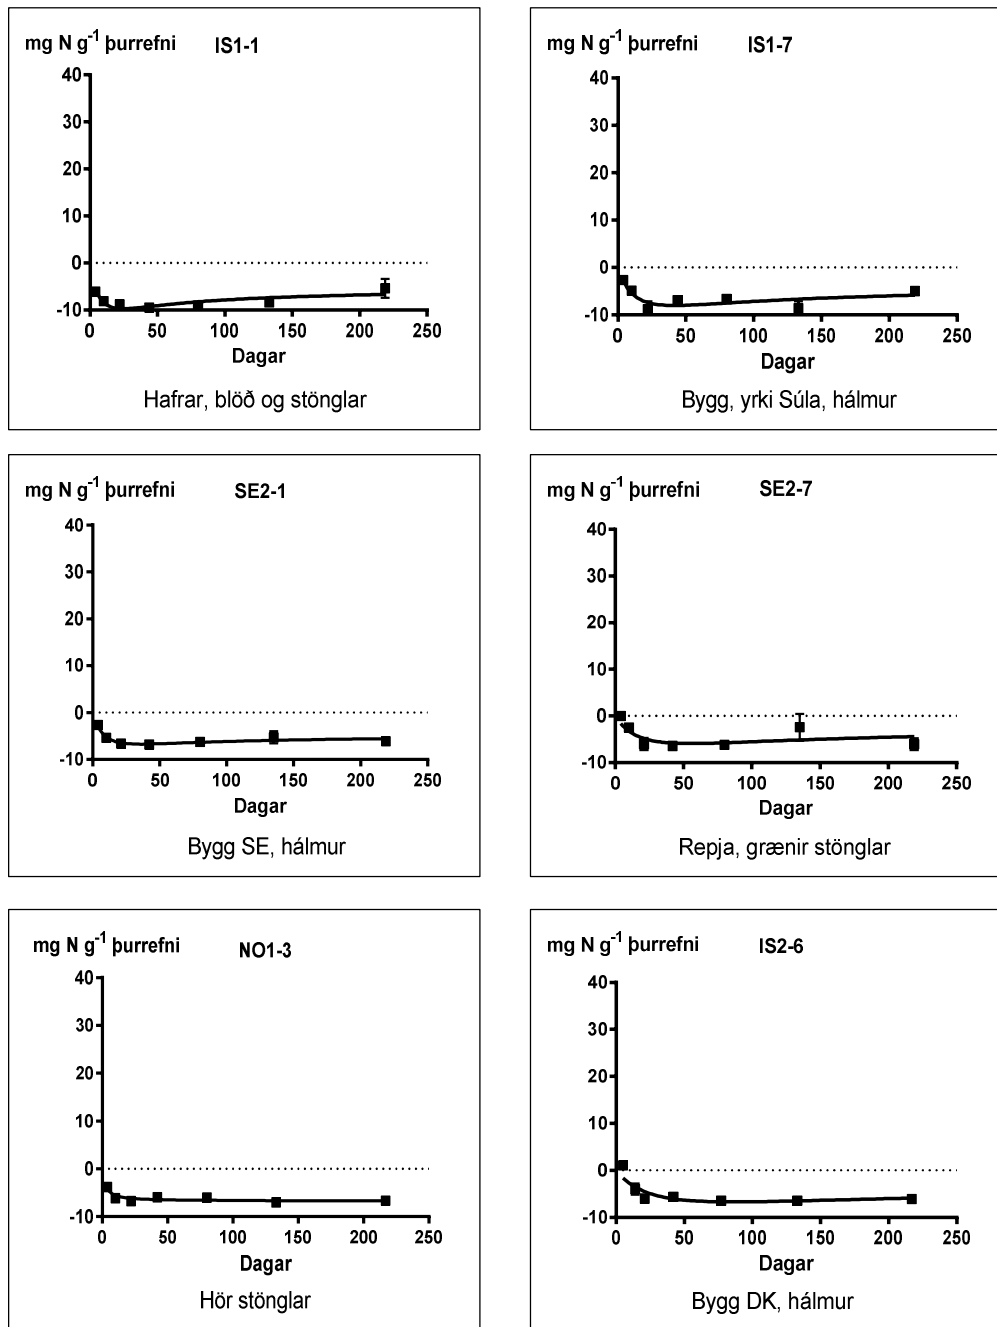 mg N g⁻¹ þurrefni IS1-1
40
30
20
10
0
-10
0 50 100 150 200 250
Dagar
Hafrar, blöð og stönglar
mg N g⁻¹ þurrefni IS1-7
40
30
20
10
0
-10
0 50 100 150 200 250
Dagar
Bygg, yrki Súla, hálmur
mg N g⁻¹ þurrefni SE2-1
40
30
20
10
0
-10
0 50 100 150 200 250
Dagar
Bygg SE, hálmur
mg N g⁻¹ þurrefni SE2-7
40
30
20
10
0
-10
0 50 100 150 200 250
Dagar
Repja, grænir stönglar
mg N g⁻¹ þurrefni NO1-3
40
30
20
10
0
-10
0 50 100 150 200 250
Dagar
Hör stönglar
mg N g⁻¹ þurrefni IS2-6
40
30
20
10
0
-10
0 50 100 150 200 250
Dagar
Bygg DK, hálmur